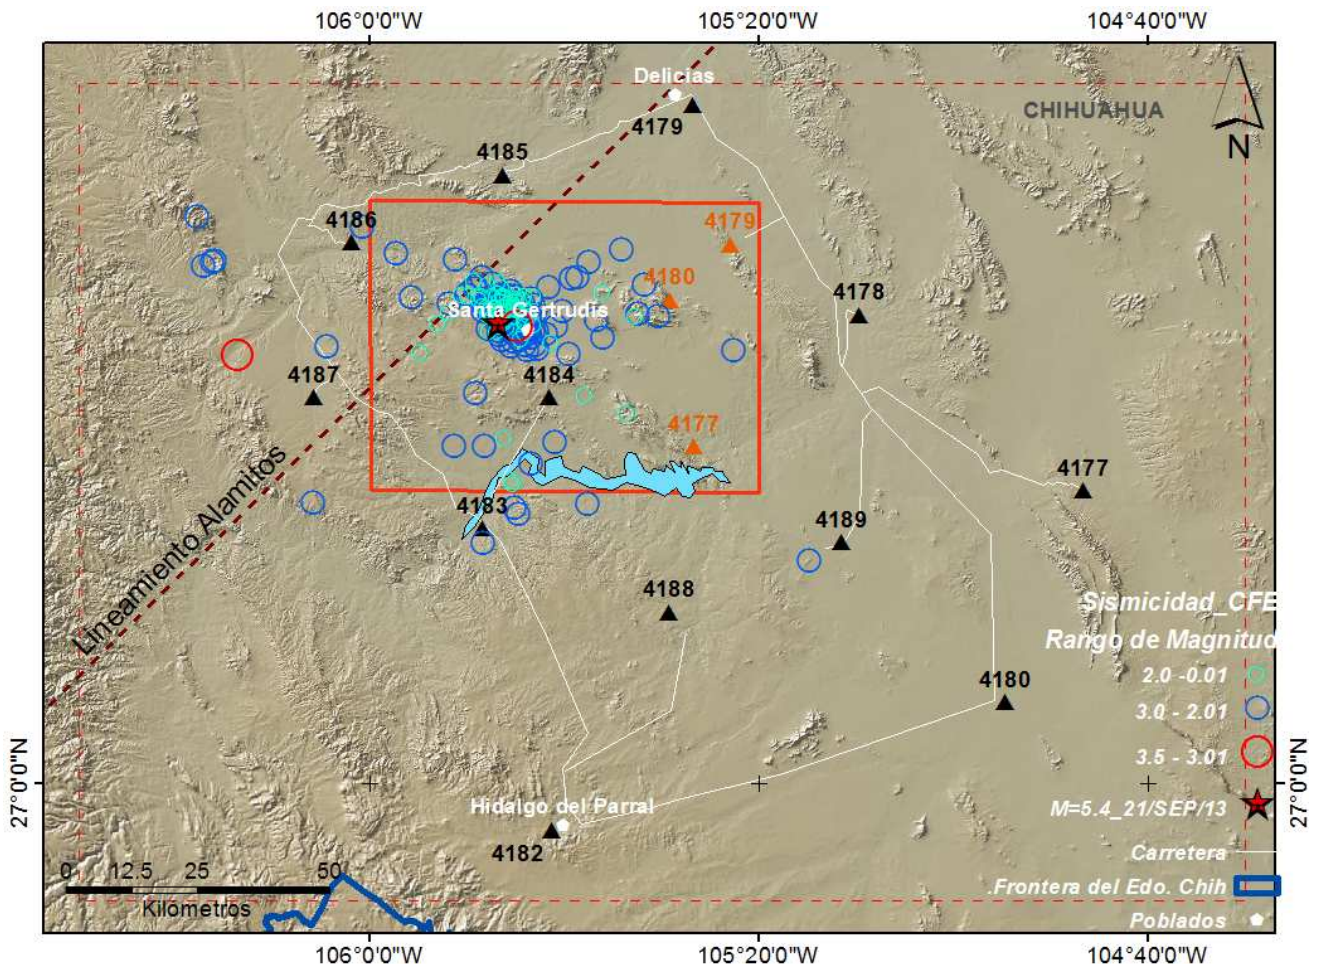 106°0'0"W
105°20'0"W
104°40'0"W
Delicias
CHIHUAHUA
4179
N
4185
4186
4179
4180
4178
Santa Gertrudis
4187
4184
4177
4177
Lineamiento Alamitos
4183
4189
4188
Sismicidad_CFE
Rango de Magnitud
2.0 -0.01
4180
3.0 - 2.01
3.5 - 3.01
27°0'0"N
27°0'0"N
Hidalgo del Parral
M=5.4_21/SEP/13
4182
Carretera
0 12.5 25 50
Kilómetros
.Frontera del Edo. Chih
Poblados
106°0'0"W
105°20'0"W
104°40'0"W